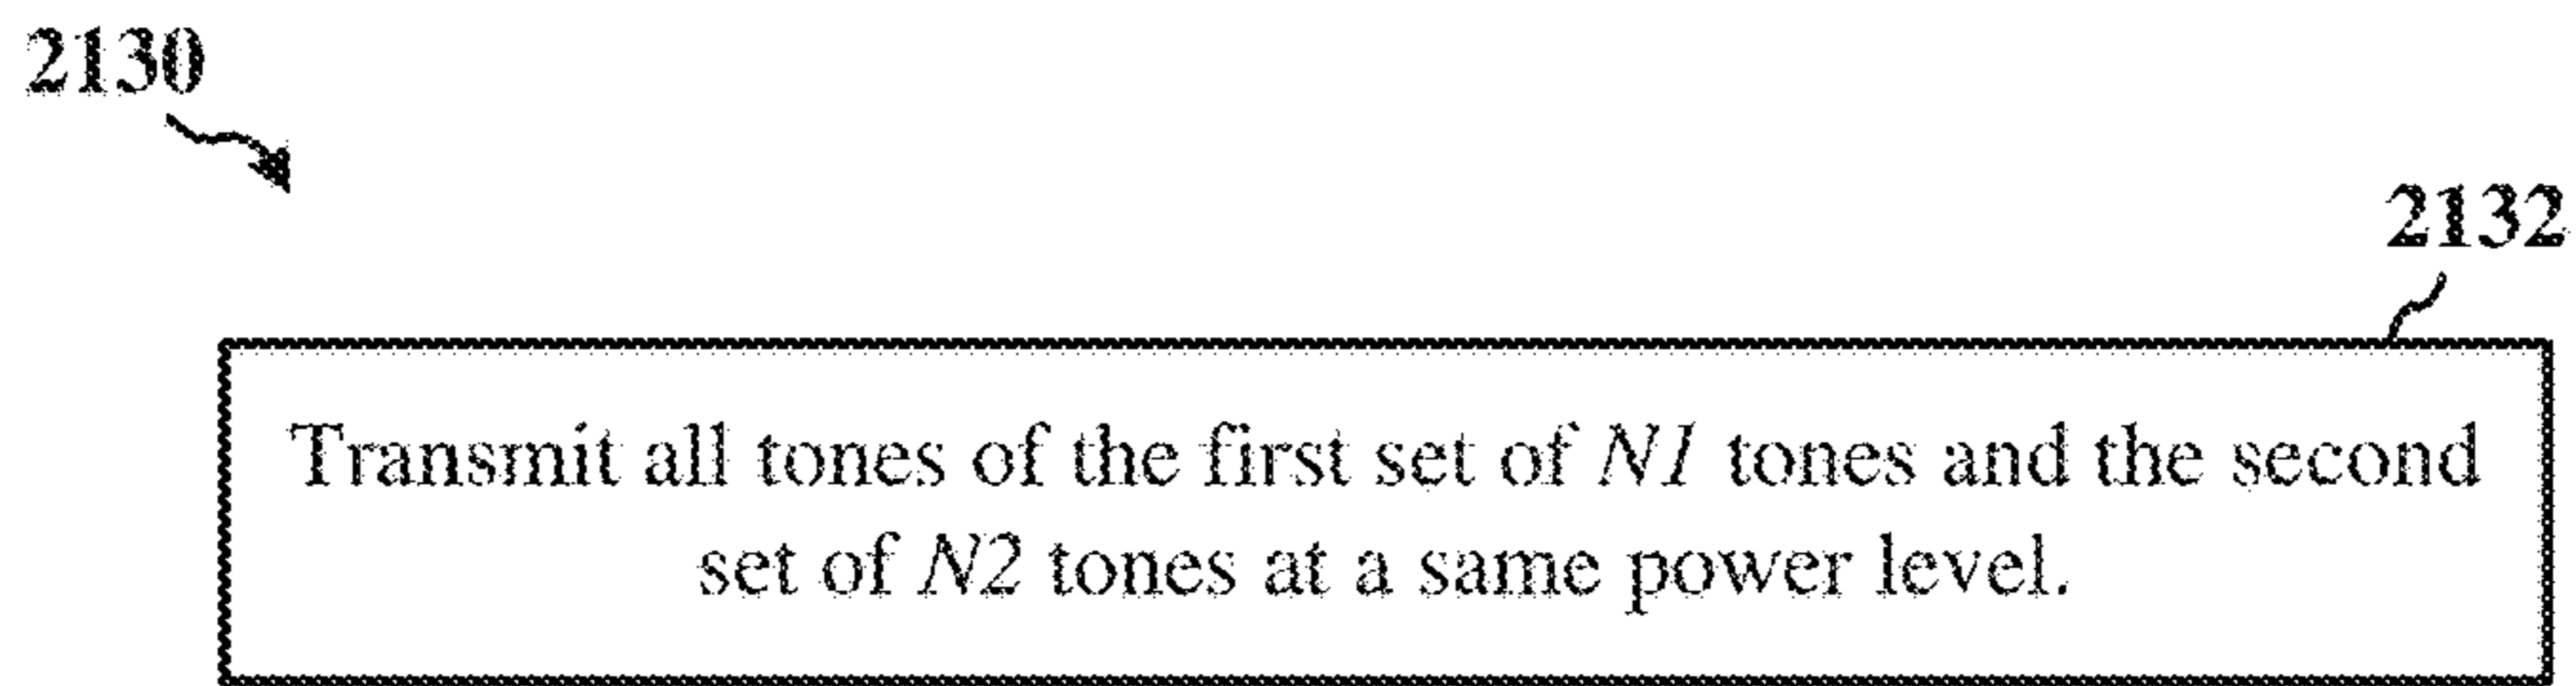 2130
2132
Transmit all tones of the first set of N1 tones and the second
set of N2 tones at a same power level.